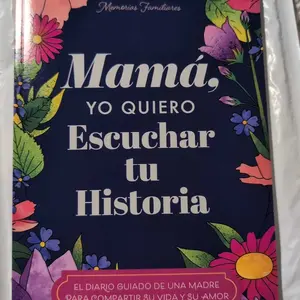 Memorias Familiares
Mamá,
YO QUIERO
Escuchar
tu
Historia
EL DIARIO GUIADO DE UNA MADRE
PARA COMPARTIR SU VIDA Y SU AMOR